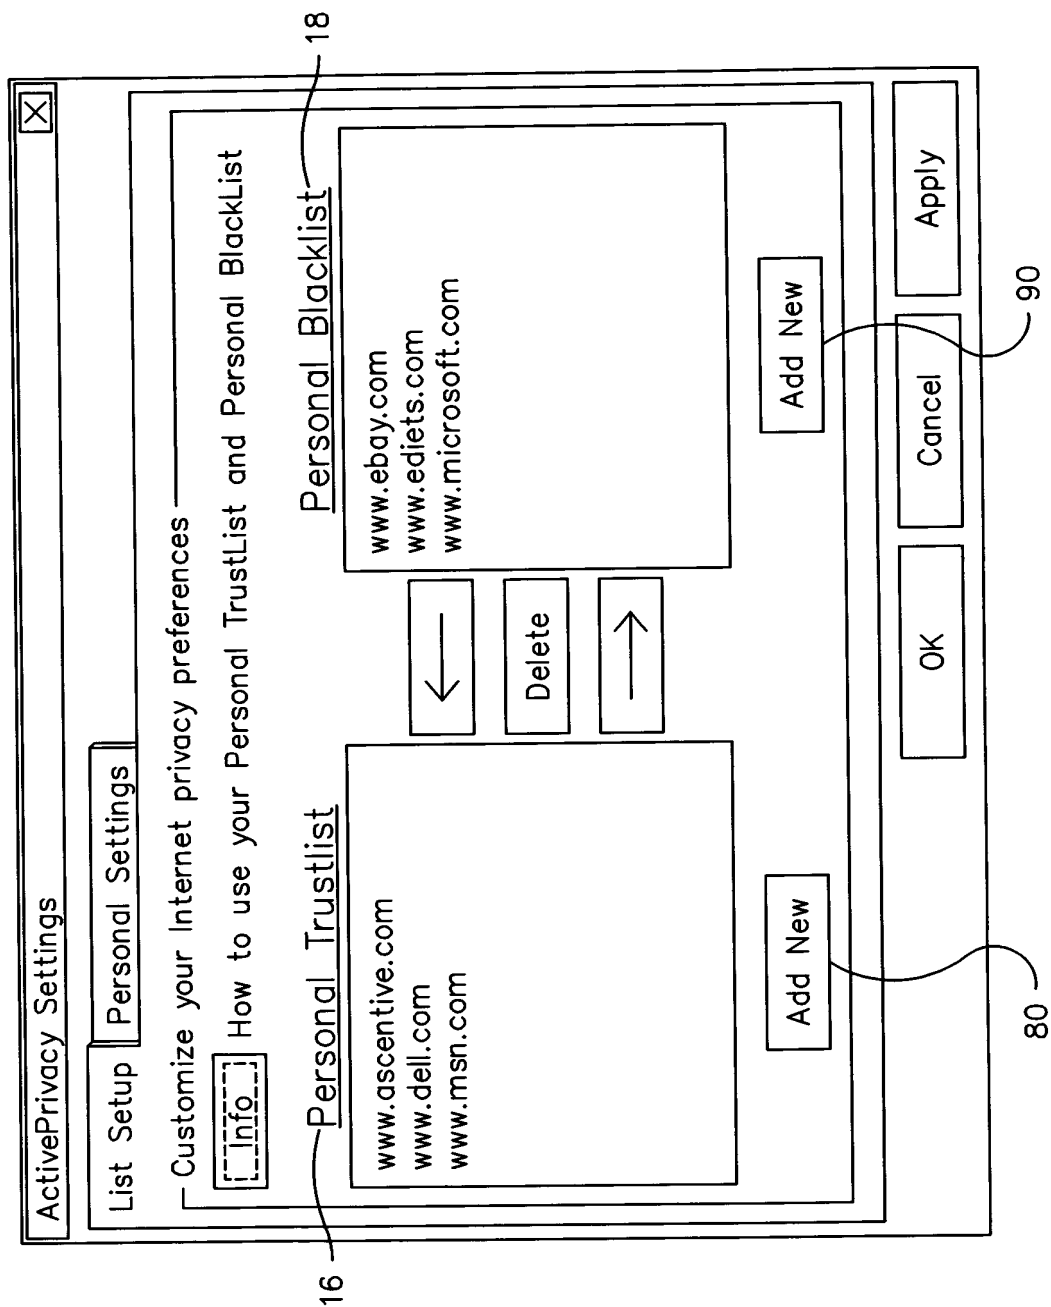 ActivePrivacy Settings
List Setup
Personal Settings
Customize your Internet privacy preferences
Info
How to use your Personal TrustList and Personal BlackList
16
Personal Trustlist
www.ascentive.com
www.dell.com
www.msn.com
Add New
80
←
Delete
→
Personal Blacklist
18
www.ebay.com
www.ediets.com
www.microsoft.com
Add New
90
OK
Cancel
Apply